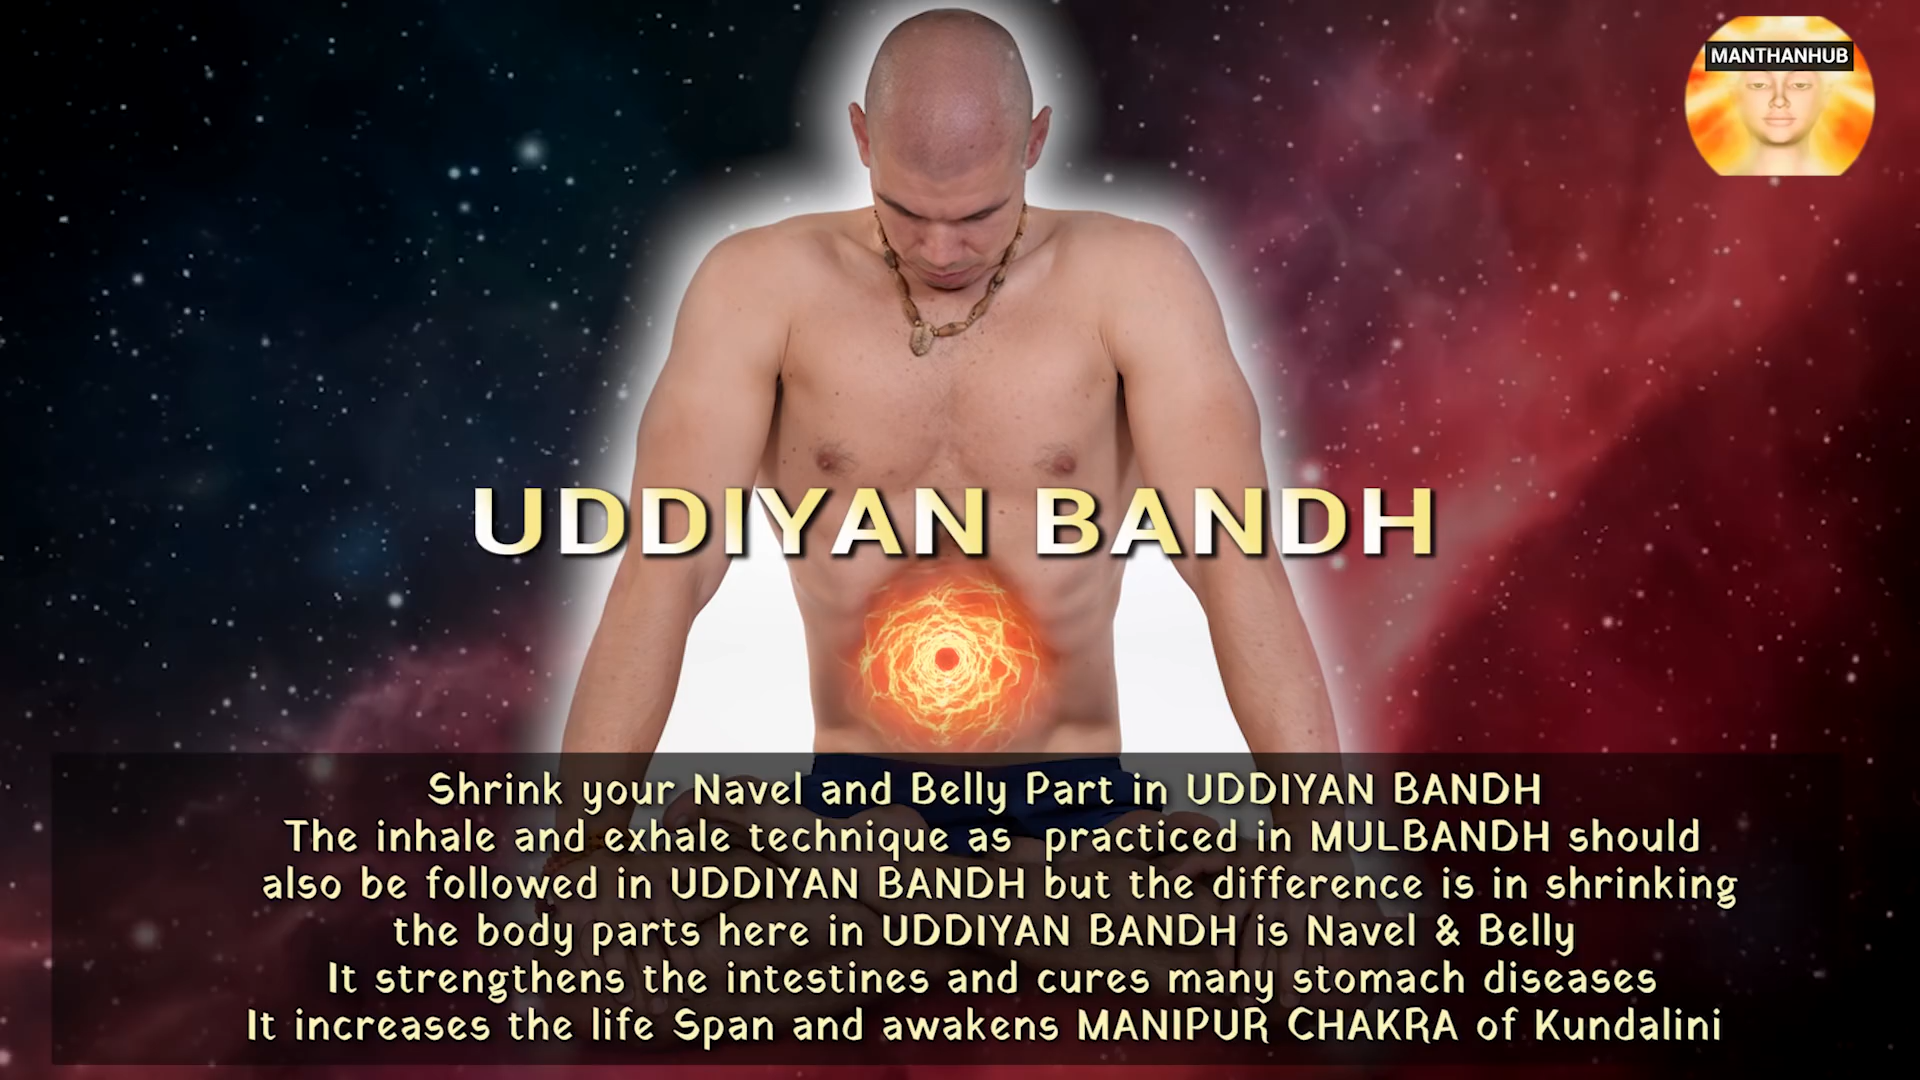 MANTHANHUB
UDDIYAN BANDH
Shrink your Navel and Belly Part in UDDIYAN BANDH
The inhale and exhale technique as  practiced in MULBANDH should
also be followed in UDDIYAN BANDH but the difference is in shrinking
the body parts here in UDDIYAN BANDH is Navel & Belly
It strengthens the intestines and cures many stomach diseases
It increases the life Span and awakens MANIPUR CHAKRA of Kundalini